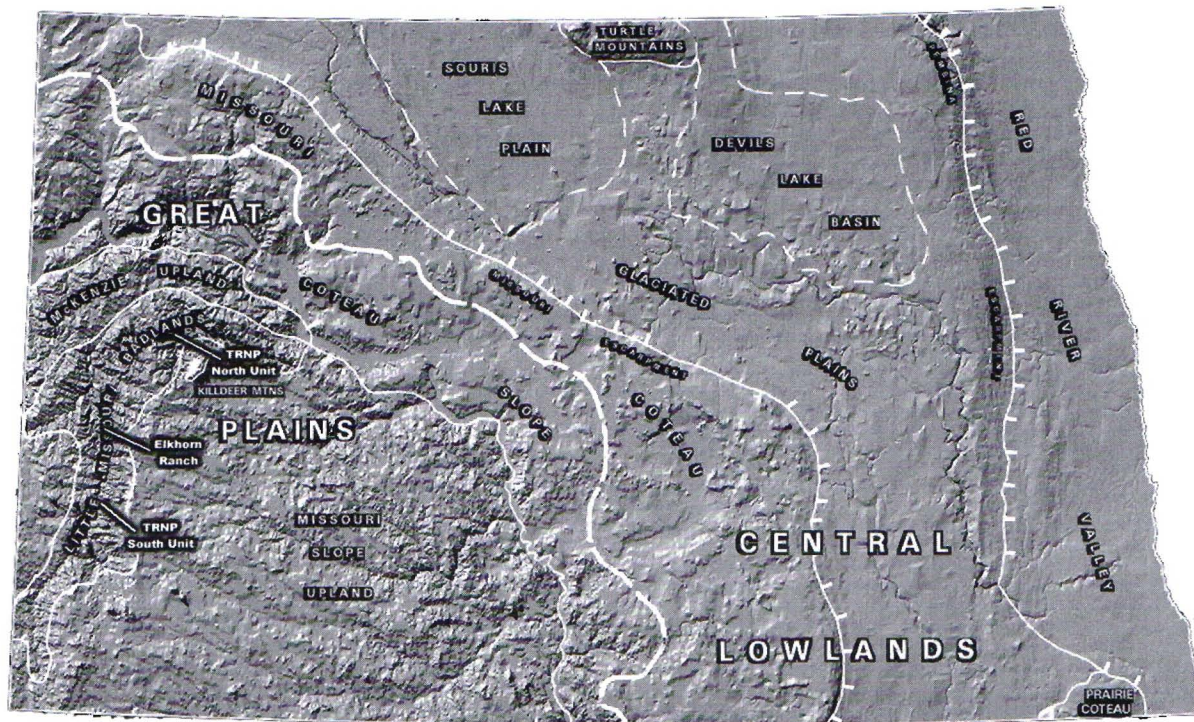 TURTLE
MOUNTAINS
SOURIS
LAKE
PLAIN
DEVILS
LAKE
BASIN
PEMBINA
ESCARPMENT
RED
RIVER
VALLEY
MISSOURI
COTEAU
GREAT
PLAINS
McKENZIE
UPLAND
COTEAU
SLOPE
MISSOURI
ESCARPMENT
GLACIATED
PLAINS
LITTLE MISSOURI
BADLANDS
TRNP
North Unit
KILLDEER MTNS
Elkhorn
Ranch
TRNP
South Unit
MISSOURI
SLOPE
UPLAND
CENTRAL
LOWLANDS
PRAIRIE
COTEAU